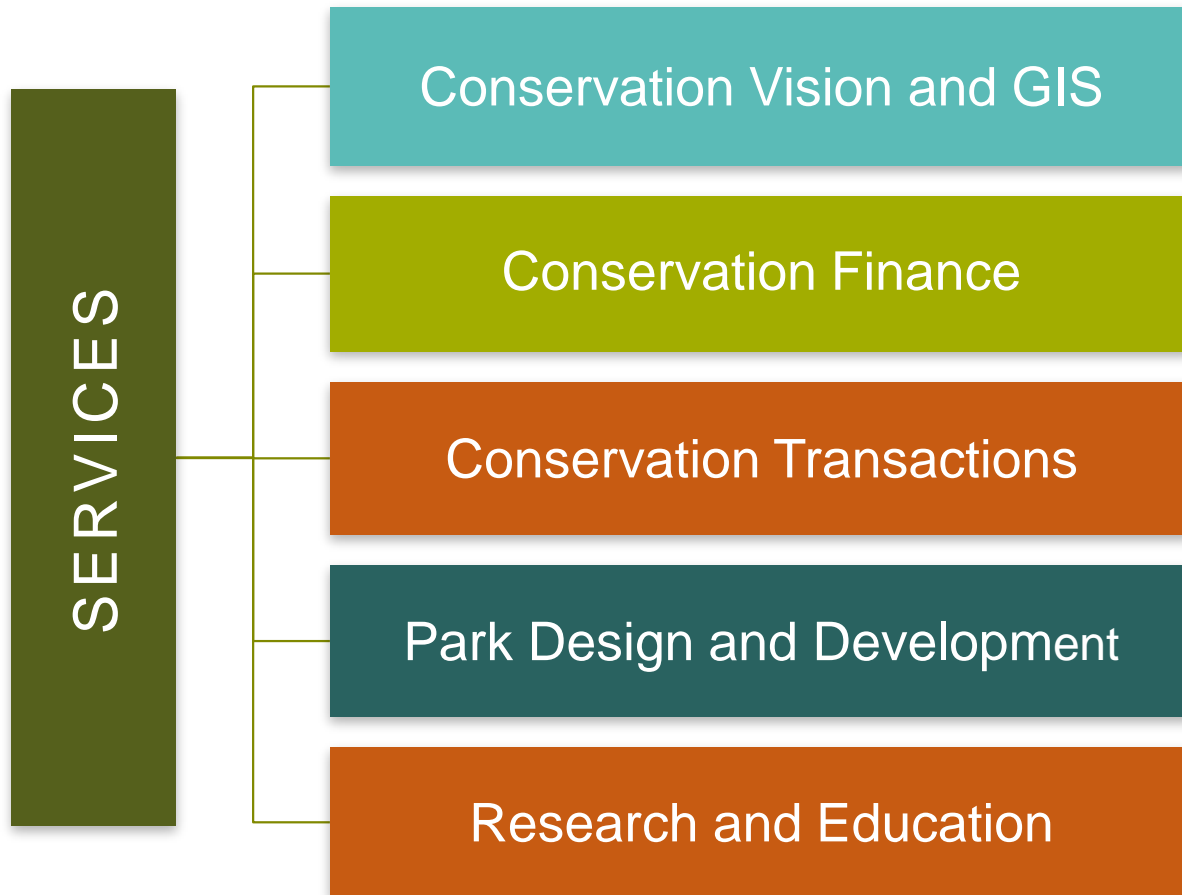 SERVICES
Conservation Vision and GIS
Conservation Finance
Conservation Transactions
Park Design and Development
Research and Education